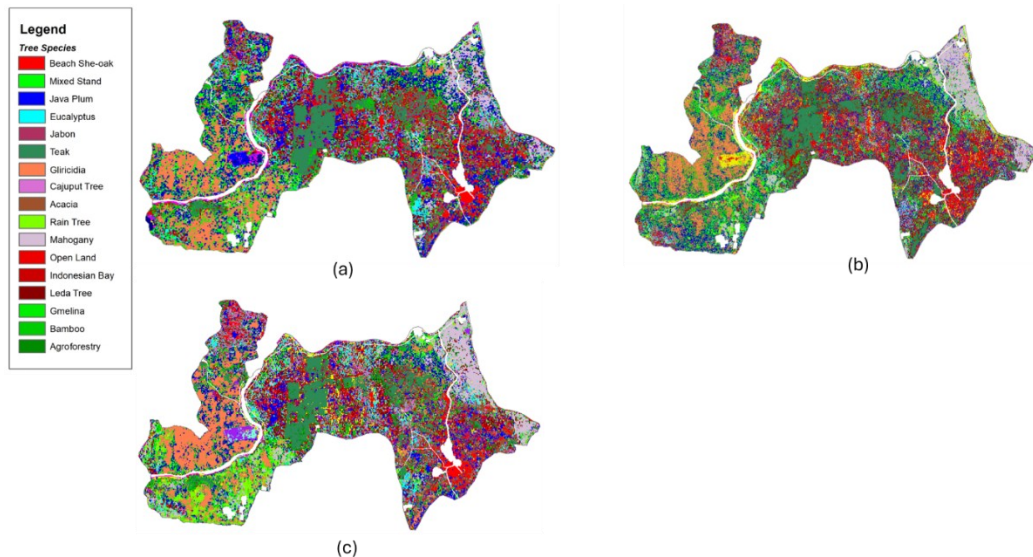 Legend
Tree Species
Beach She-oak
Mixed Stand
Java Plum
Eucalyptus
Jabon
Teak
Gliricidia
Cajuput Tree
Acacia
Rain Tree
Mahogany
Open Land
Indonesian Bay
Leda Tree
Gmelina
Bamboo
Agroforestry
(a)
(b)
(c)